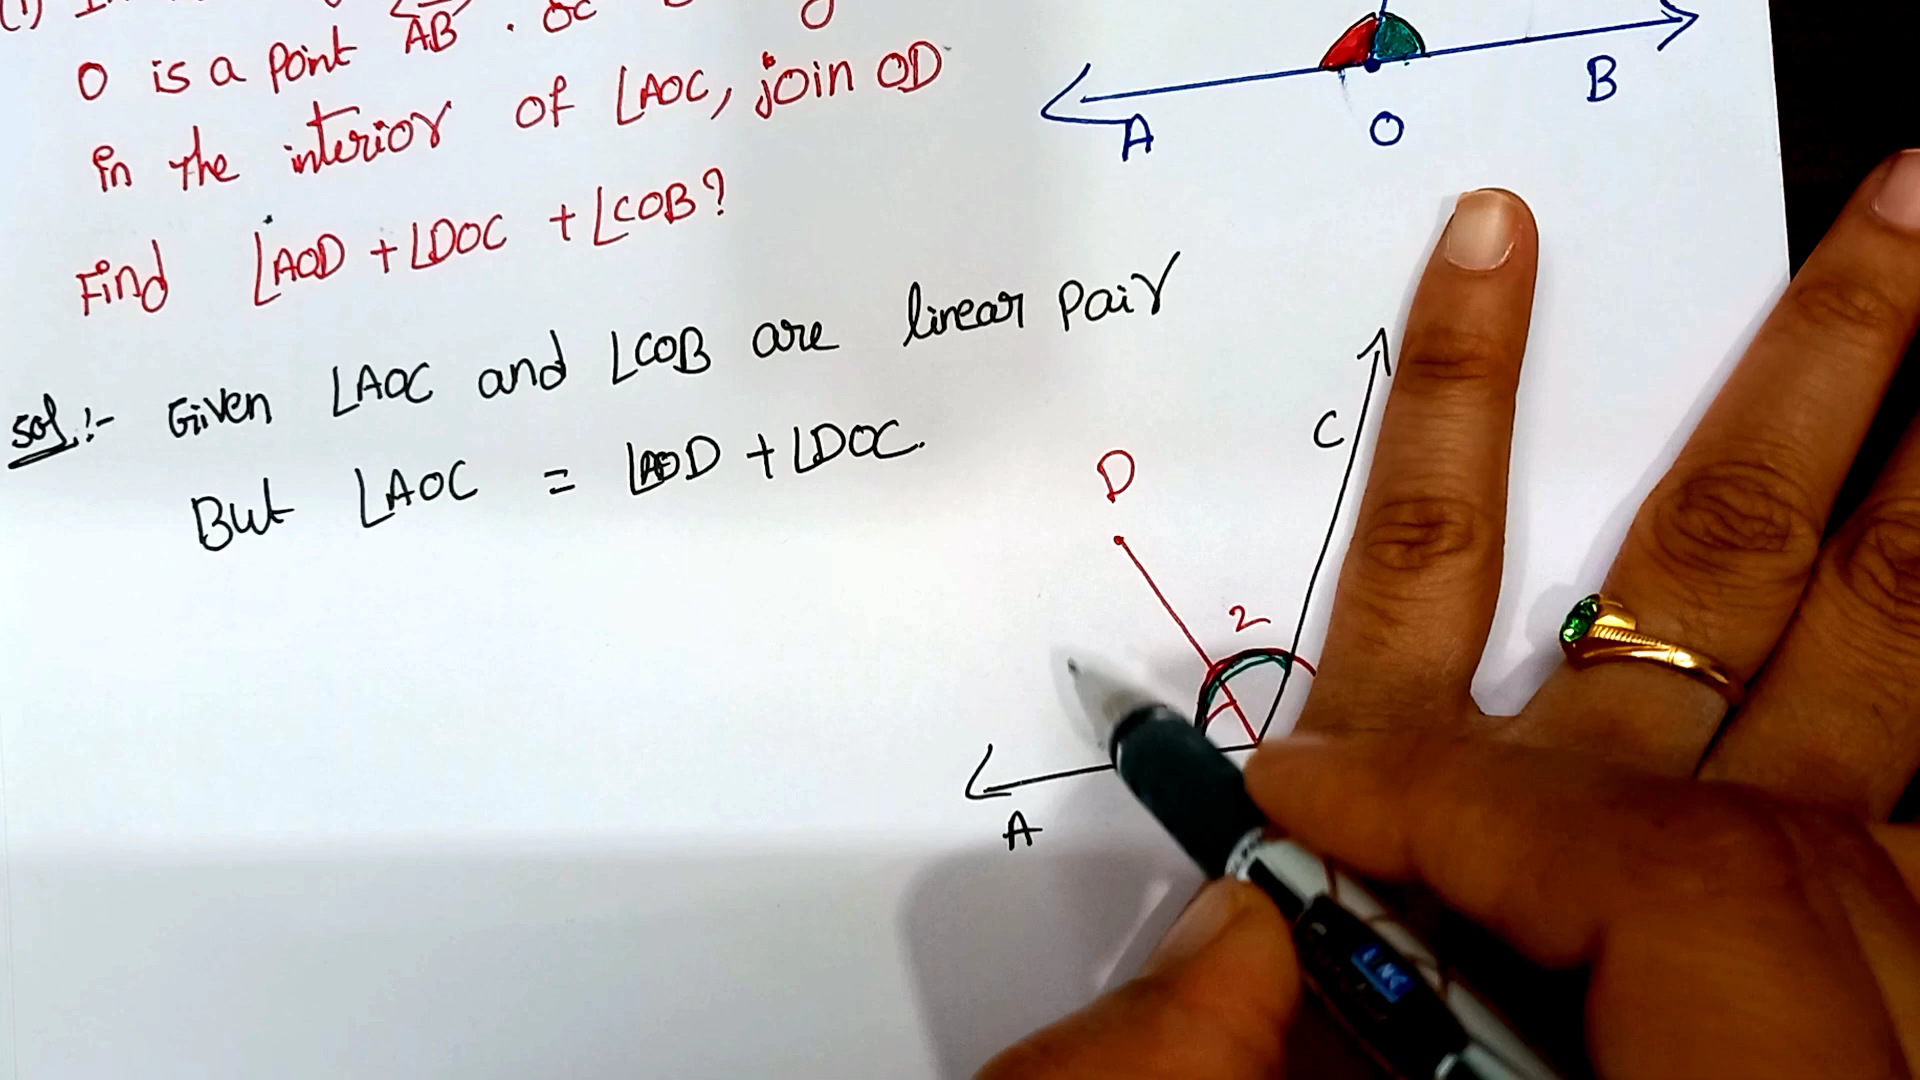 O is a point AB . OC
in the interior of ∠AOC, join OD
Find ∠AOD + ∠DOC + ∠COB?
Sol:- Given ∠AOC and ∠COB are linear pair
But ∠AOC = ∠AOD + ∠DOC.
A O B
D C
2
A